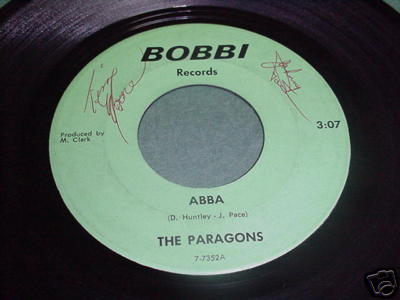 BOBBI
Records
Produced by
M. Clark
3:07
ABBA
(D. Huntley - J. Pace)
THE PARAGONS
7-7352A